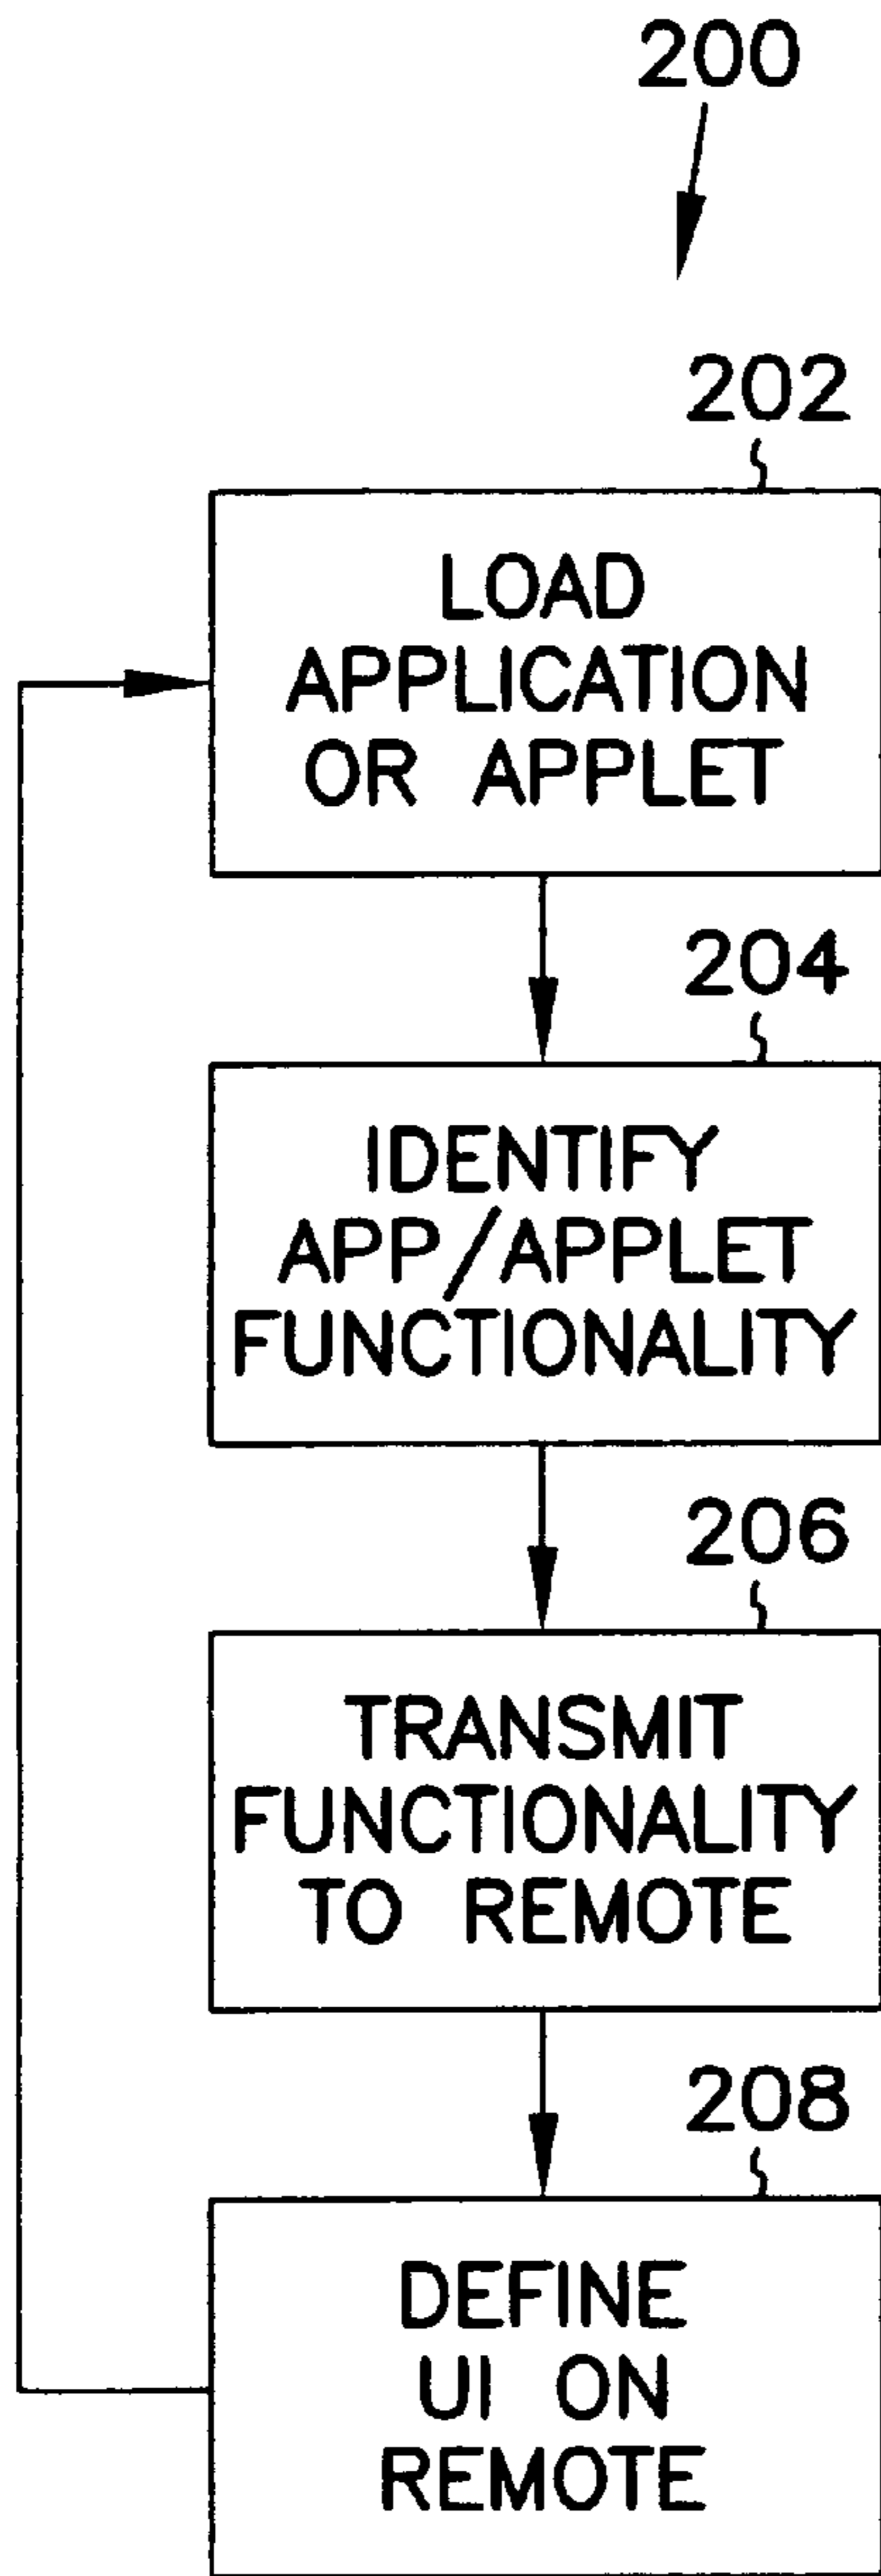 200
202
LOAD
APPLICATION
OR APPLET
204
IDENTIFY
APP/APPLET
FUNCTIONALITY
206
TRANSMIT
FUNCTIONALITY
TO REMOTE
208
DEFINE
UI ON
REMOTE